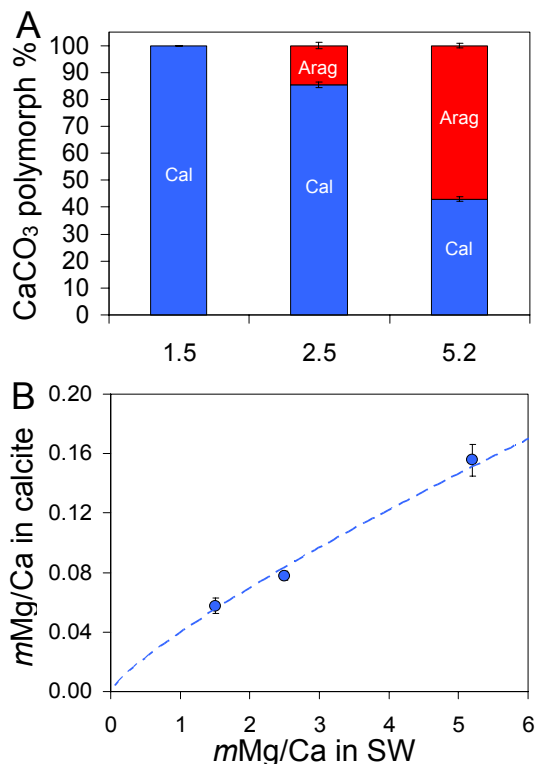 A
CaCO₃ polymorph %
100
90
80
70
60
50
40
30
20
10
0
Cal
Arag
Cal
Arag
Cal
1.5 2.5 5.2
B
mMg/Ca in calcite
0.20
0.16
0.12
0.08
0.04
0.00
0 1 2 3 4 5 6
mMg/Ca in SW